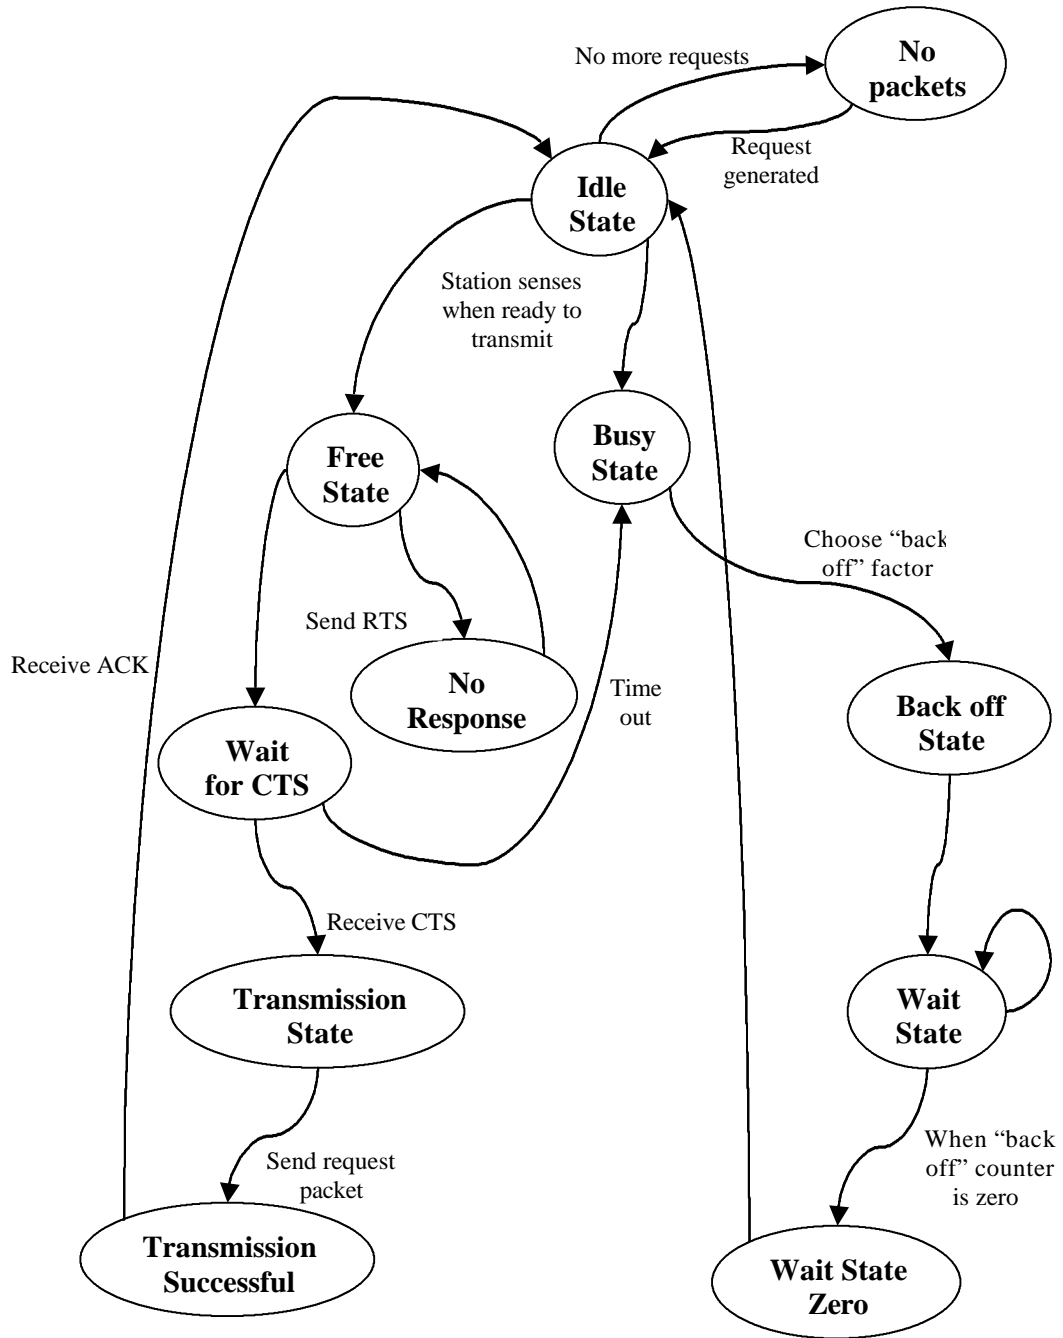 No more requests
No
packets
Request
generated
Idle
State
Station senses
when ready to
transmit
Busy
State
Free
State
Choose “back
off” factor
Send RTS
Receive ACK
No
Response
Time
out
Back off
State
Wait
for CTS
Receive CTS
Transmission
State
Wait
State
Send request
packet
When “back
off” counter
is zero
Transmission
Successful
Wait State
Zero